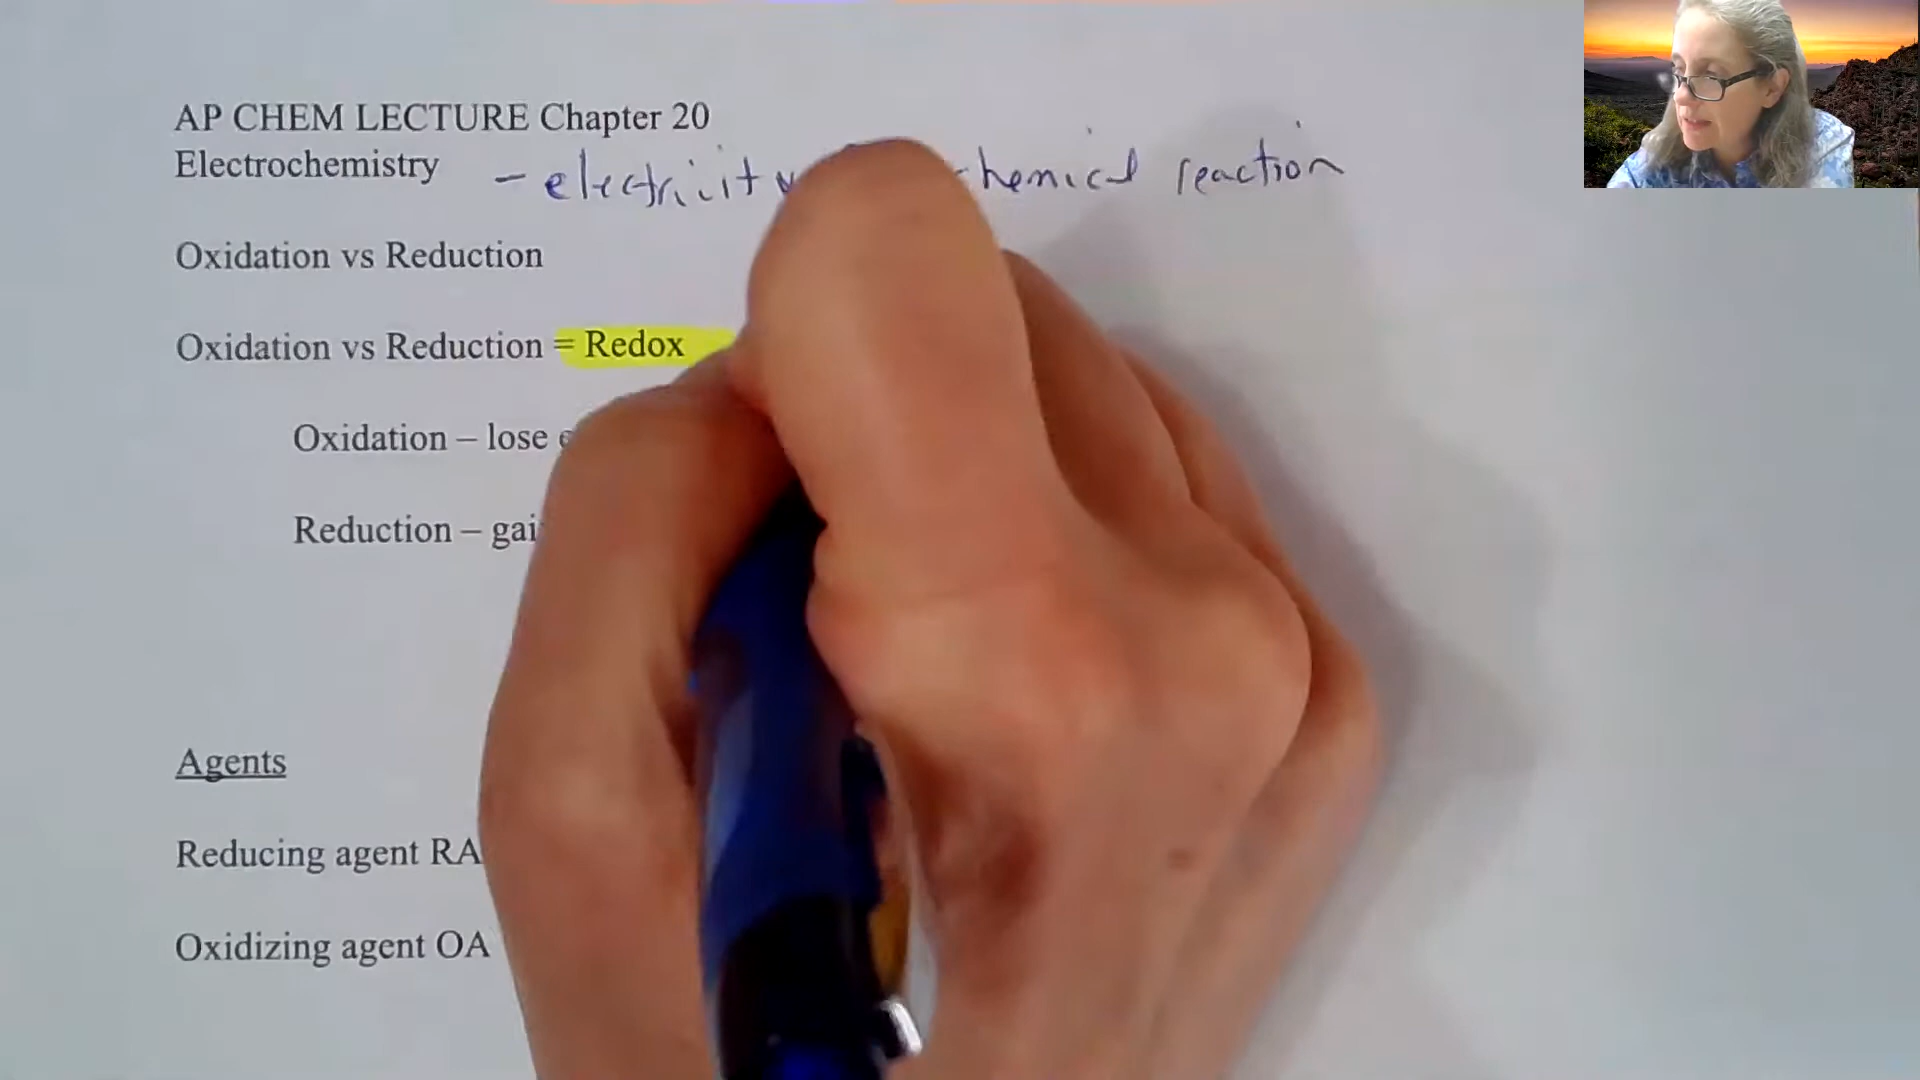 AP CHEM LECTURE Chapter 20
Electrochemistry - electricity chemical reaction
Oxidation vs Reduction
Oxidation vs Reduction = Redox
Oxidation – lose
Reduction –
Agents
Reducing agent RA
Oxidizing agent OA